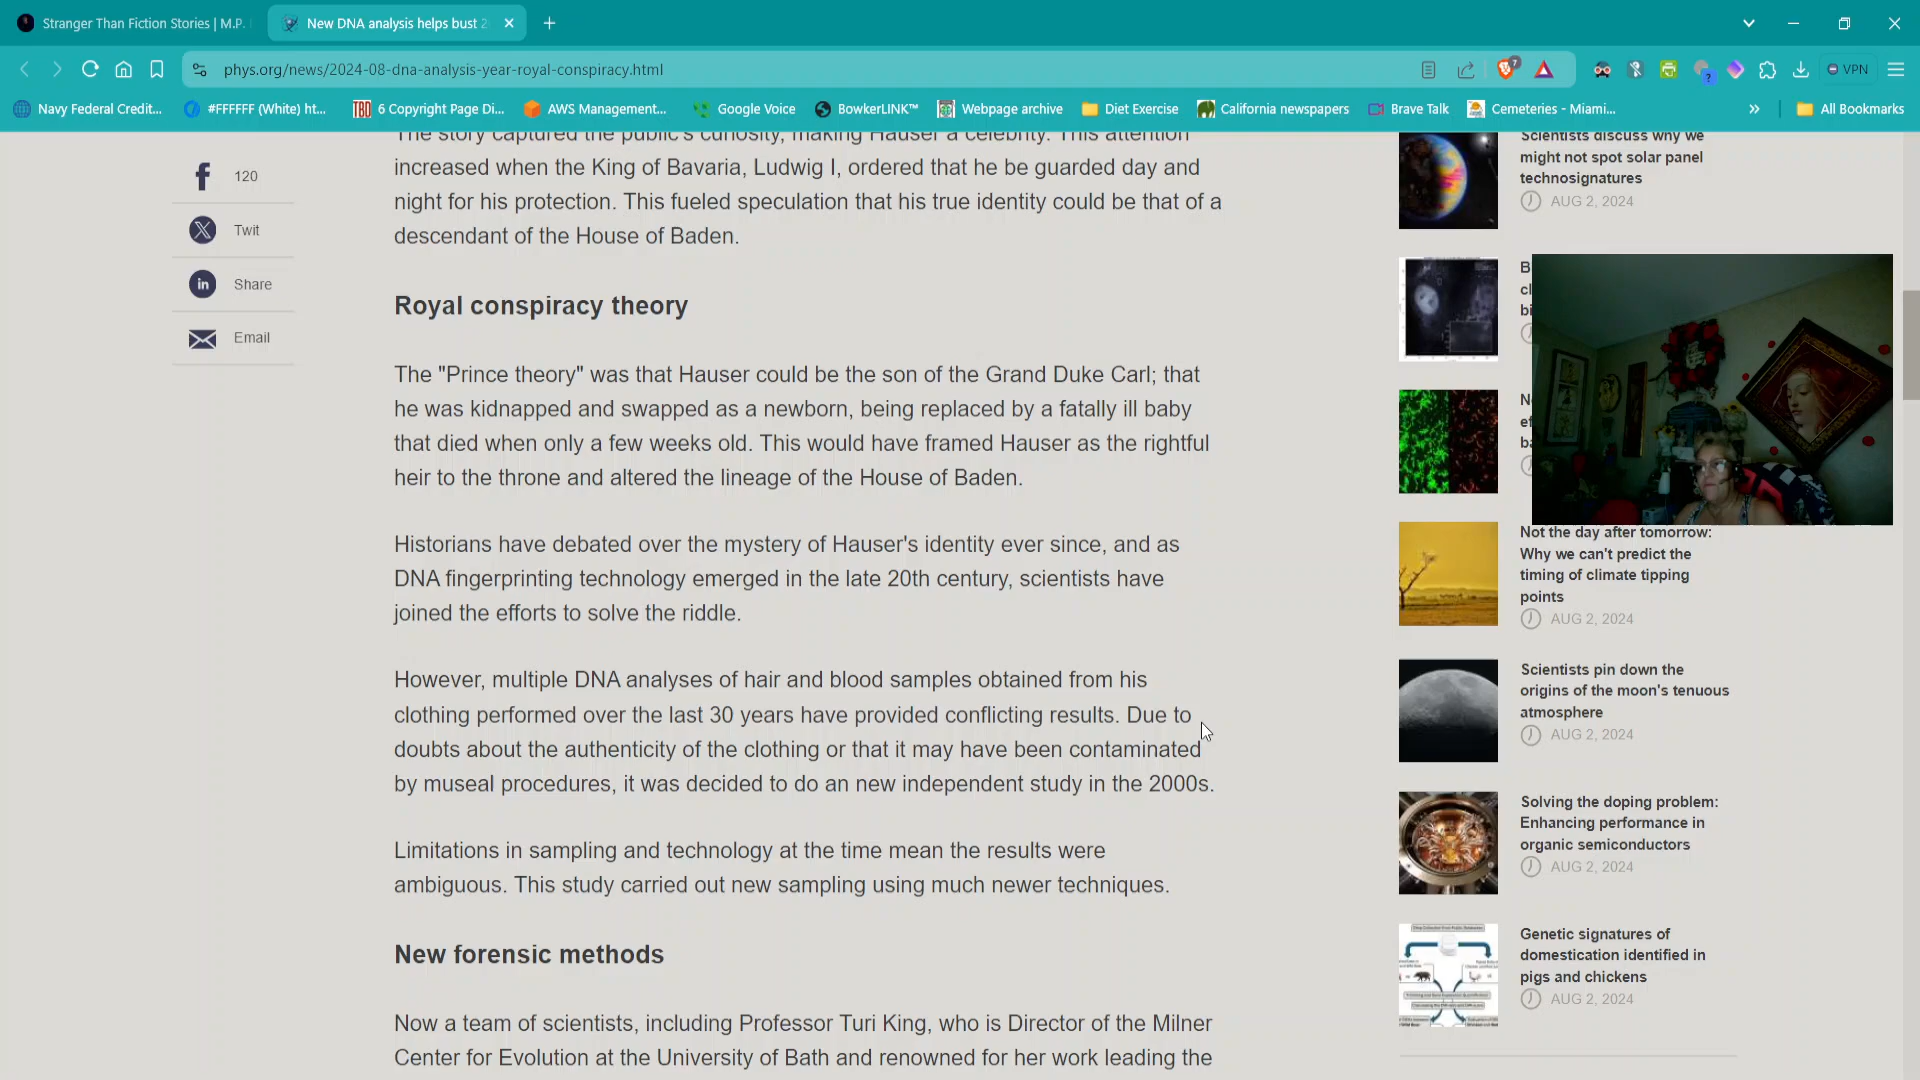 Stranger Than Fiction Stories | M.P.
New DNA analysis helps bust 2
phys.org/news/2024-08-dna-analysis-year-royal-conspiracy.html
7
?
VPN
Navy Federal Credit...
#FFFFFF (White) ht...
TBD
6 Copyright Page Di...
AWS Management...
Google Voice
BowkerLINK™
Webpage archive
Diet Exercise
California newspapers
Brave Talk
Cemeteries - Miami...
»
All Bookmarks
120
Twit
Share
Email
The story captured the public's curiosity, making Hauser a celebrity. This attention
increased when the King of Bavaria, Ludwig I, ordered that he be guarded day and
night for his protection. This fueled speculation that his true identity could be that of a
descendant of the House of Baden.
Royal conspiracy theory
The "Prince theory" was that Hauser could be the son of the Grand Duke Carl; that
he was kidnapped and swapped as a newborn, being replaced by a fatally ill baby
that died when only a few weeks old. This would have framed Hauser as the rightful
heir to the throne and altered the lineage of the House of Baden.
Historians have debated over the mystery of Hauser's identity ever since, and as
DNA fingerprinting technology emerged in the late 20th century, scientists have
joined the efforts to solve the riddle.
However, multiple DNA analyses of hair and blood samples obtained from his
clothing performed over the last 30 years have provided conflicting results. Due to
doubts about the authenticity of the clothing or that it may have been contaminated
by museal procedures, it was decided to do an new independent study in the 2000s.
Limitations in sampling and technology at the time mean the results were
ambiguous. This study carried out new sampling using much newer techniques.
New forensic methods
Now a team of scientists, including Professor Turi King, who is Director of the Milner
Center for Evolution at the University of Bath and renowned for her work leading the
Scientists discuss why we
might not spot solar panel
technosignatures
AUG 2, 2024
Not the day after tomorrow:
Why we can't predict the
timing of climate tipping
points
AUG 2, 2024
Scientists pin down the
origins of the moon's tenuous
atmosphere
AUG 2, 2024
Solving the doping problem:
Enhancing performance in
organic semiconductors
AUG 2, 2024
Genetic signatures of
domestication identified in
pigs and chickens
AUG 2, 2024